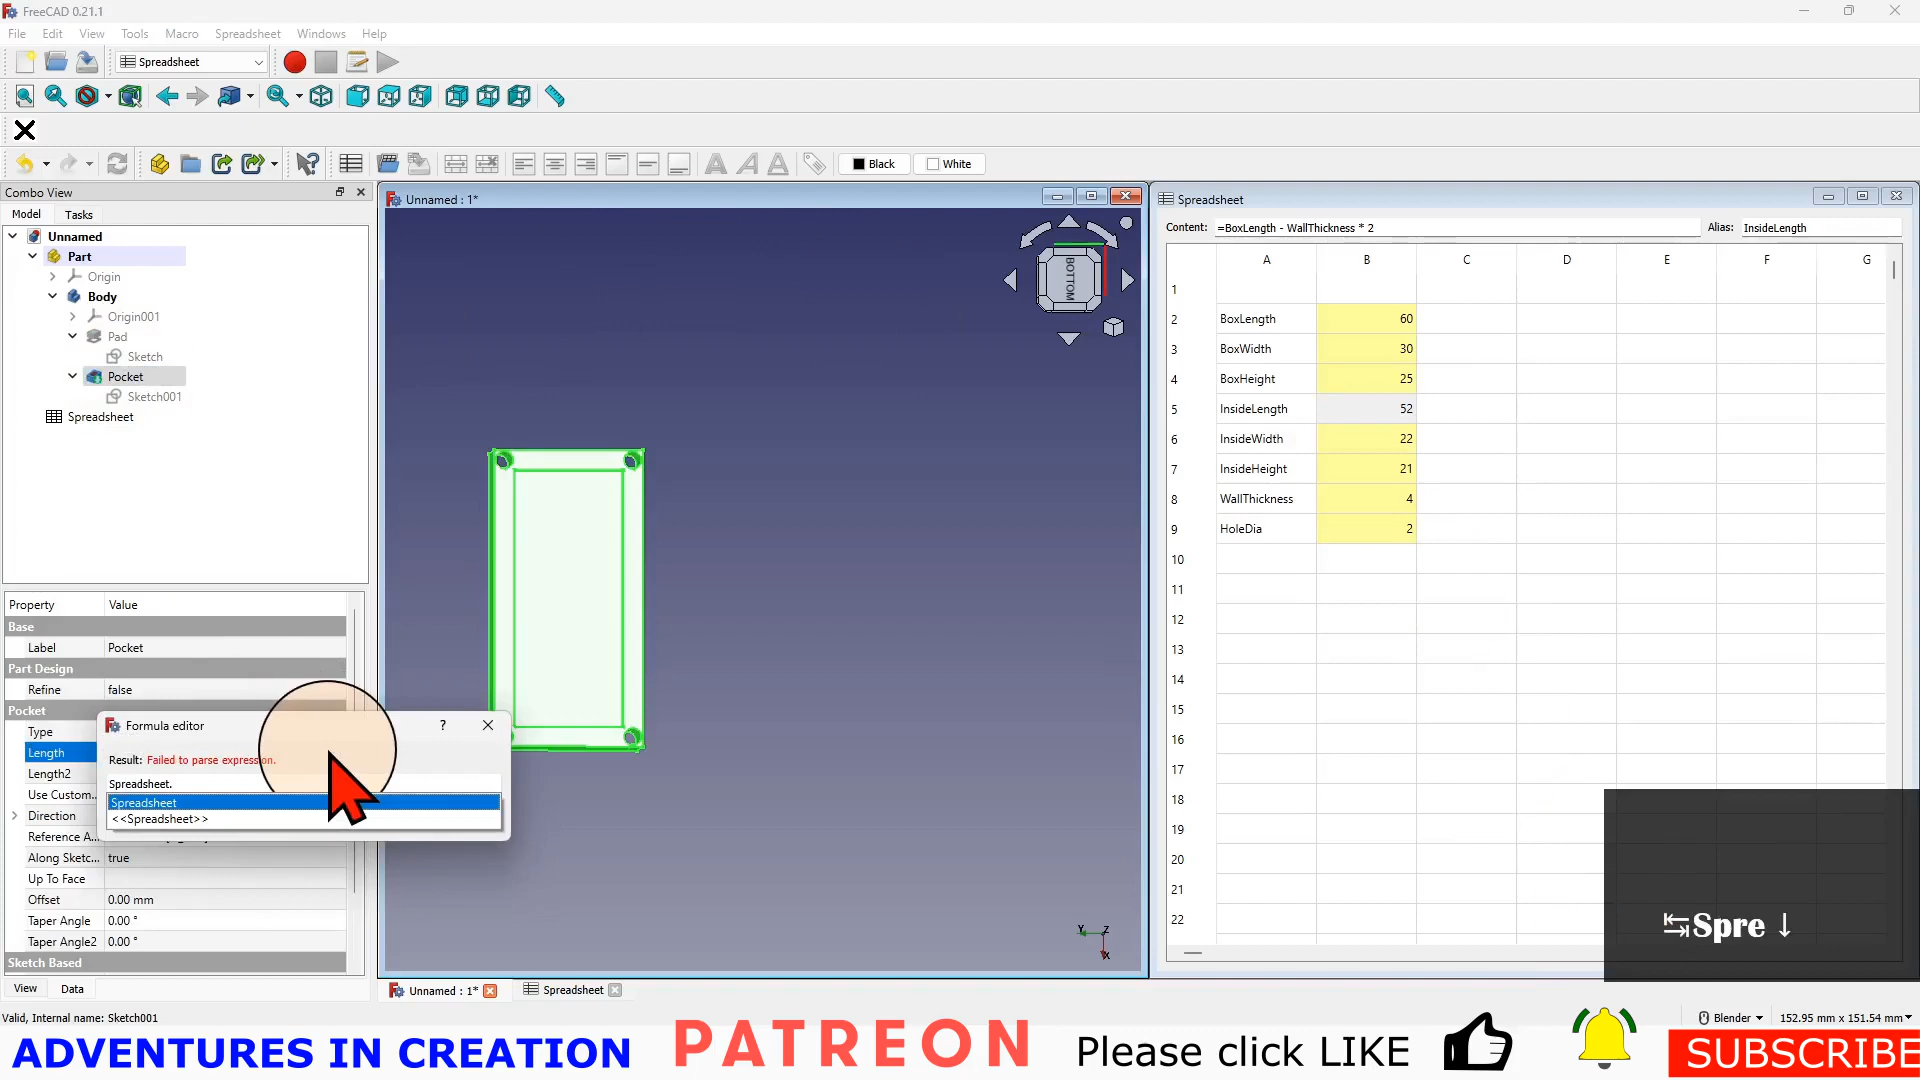 FreeCAD 0.21.1
File Edit View Tools Macro Spreadsheet Windows Help
Spreadsheet
Black White
Combo View
Model Tasks
Unnamed
Part
Origin
Body
Origin001
Pad
Sketch
Pocket
Sketch001
Spreadsheet
Property Value
Base
Label Pocket
Part Design
Refine false
Pocket
Type
Length
Length2
Use Custom...
Direction
Reference A...
Along Sketc... true
Up To Face
Offset 0.00 mm
Taper Angle 0.00 °
Taper Angle2 0.00 °
Sketch Based
View Data
Formula editor ?
Result: Failed to parse expression.
Spreadsheet.
Spreadsheet
<<Spreadsheet>>
Unnamed : 1*
BOTTOM
Y Z
X
Unnamed : 1* Spreadsheet
Spreadsheet
Content: =BoxLength - WallThickness * 2 Alias: InsideLength
A B C D E F G
1
2 BoxLength 60
3 BoxWidth 30
4 BoxHeight 25
5 InsideLength 52
6 InsideWidth 22
7 InsideHeight 21
8 WallThickness 4
9 HoleDia 2
10
11
12
13
14
15
16
17
18
19
20
21
22
↹Spre ↓
Valid, Internal name: Sketch001
Blender 152.95 mm x 151.54 mm
ADVENTURES IN CREATION PATREON Please click LIKE SUBSCRIBE